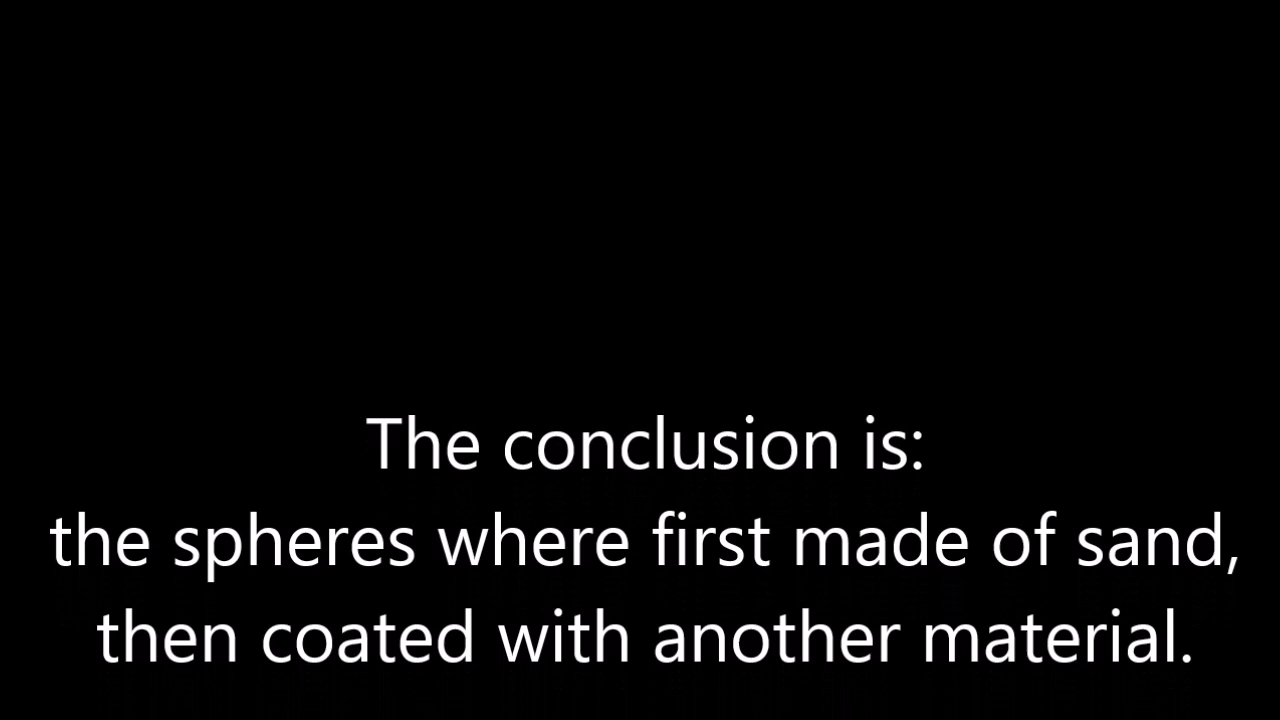 The conclusion is:
the spheres where first made of sand,
then coated with another material.